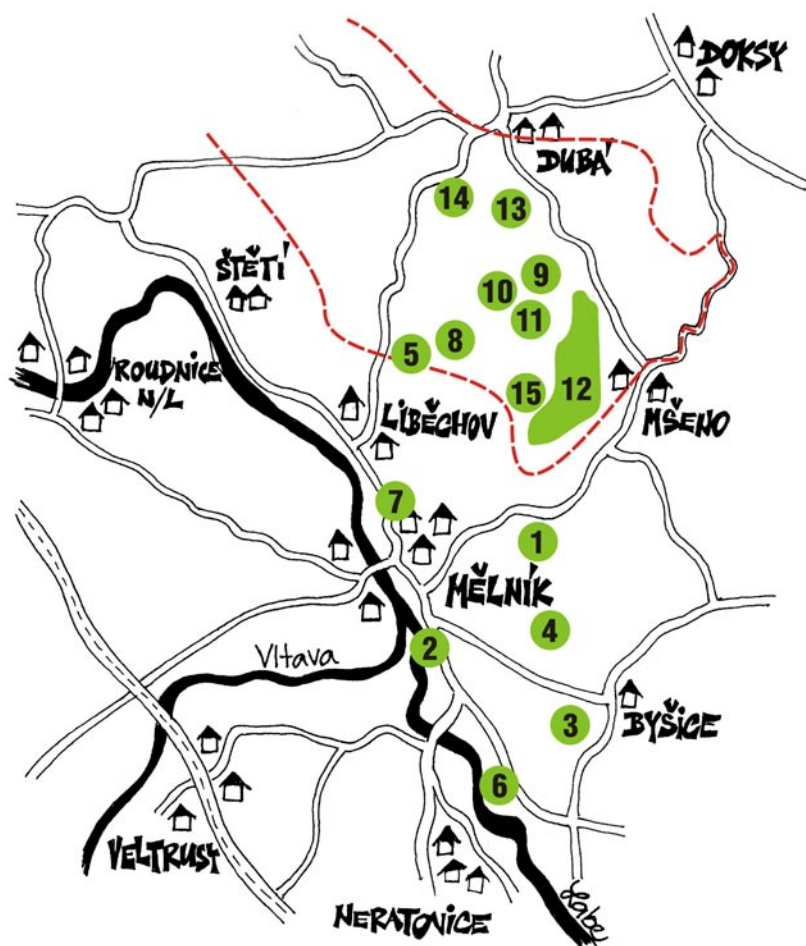 DOKSY
DUBÁ
14
13
ŠTĚTÍ
9
10
11
8
5
12
ROUDNICE
N/L
15
LIBĚCHOV
MŠENO
7
1
MĚLNÍK
4
Vltava
2
3
BYŠICE
6
VELTRUSY
NERATOVICE
Labe